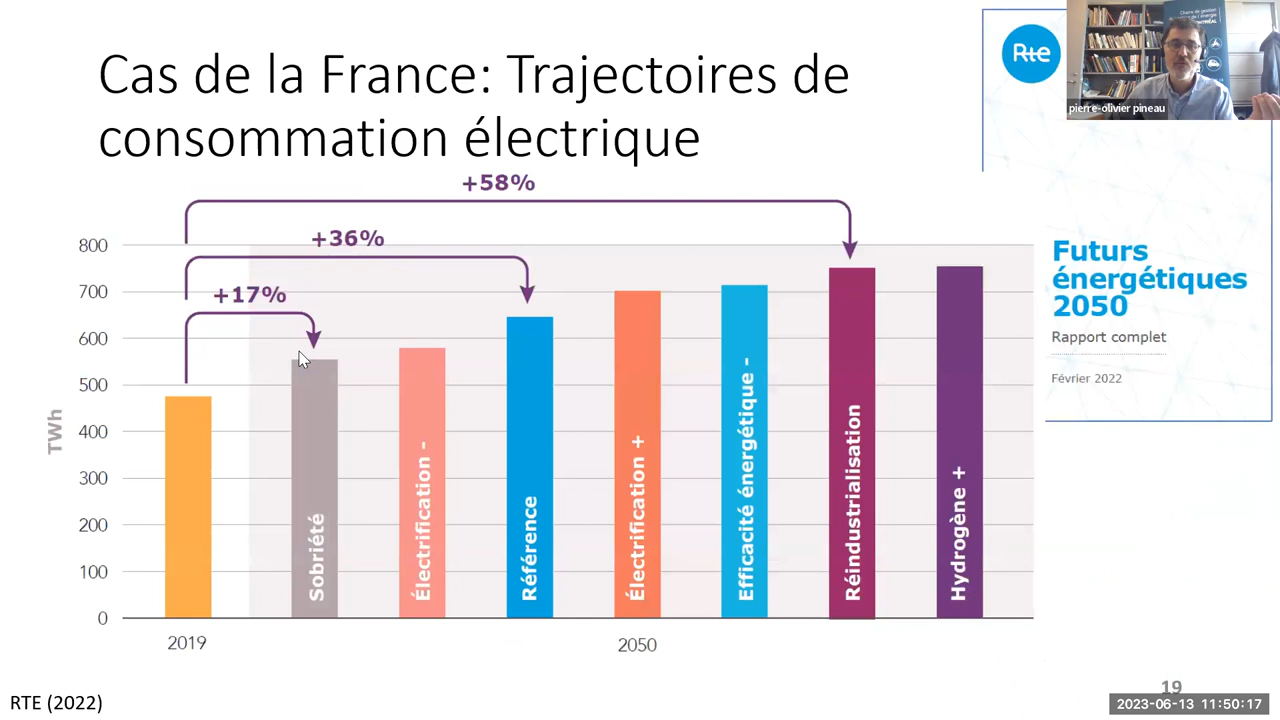 Cas de la France: Trajectoires de
consommation électrique
Rte
pierre-olivier pineau
+58%
+36%
+17%
800
700
600
500
400
300
200
100
0
TWh
Sobriété
Électrification -
Référence
Électrification +
Efficacité énergétique -
Réindustrialisation
Hydrogène +
2019
2050
Futurs
énergétiques
2050
Rapport complet
Février 2022
RTE (2022)
19
2023-06-13 11:50:17